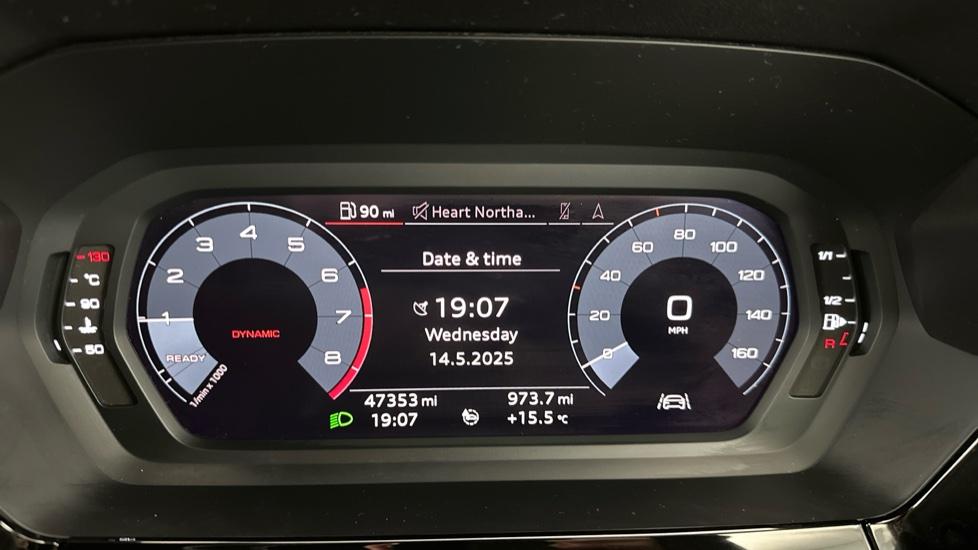 90 mi Heart Northa...
Date & time
19:07
Wednesday
14.5.2025
47353 mi 973.7 mi
19:07 +15.5 °C
130
°C
90
50
READY
1
2
3
4
5
6
7
8
1/min x 1000
DYNAMIC
0
20
40
60
80
100
120
140
160
0
MPH
1/1
1/2
R